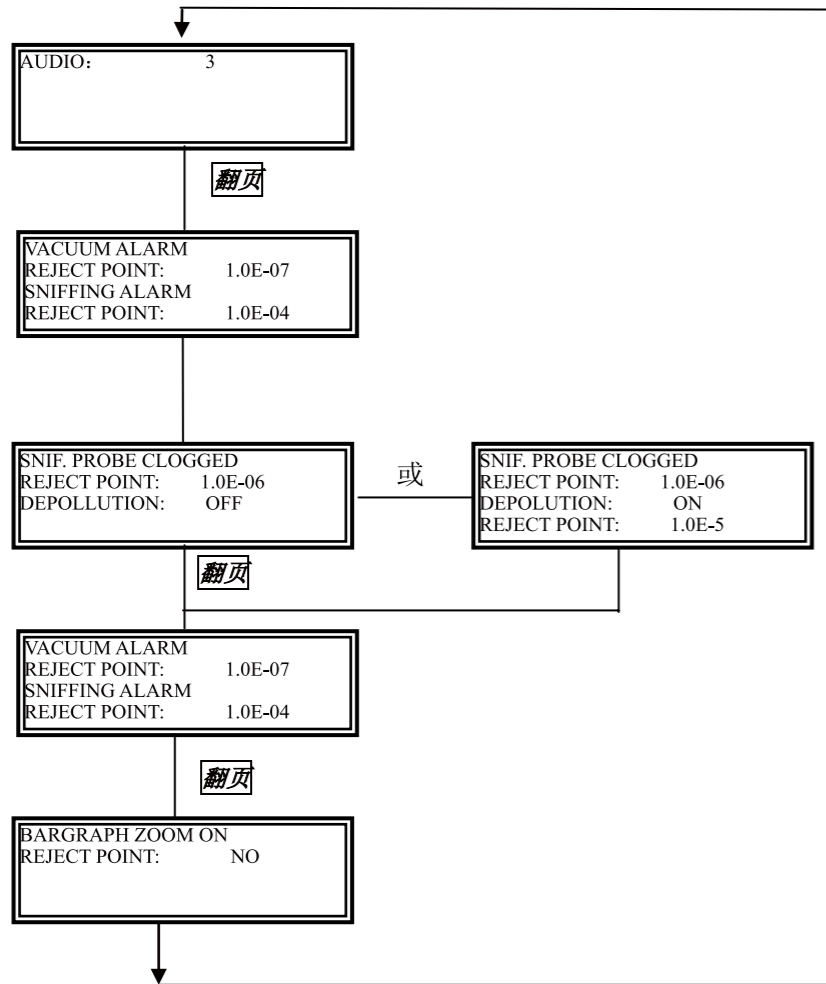 AUDIO： 3
翻页
VACUUM ALARM
REJECT POINT: 1.0E-07
SNIFFING ALARM
REJECT POINT: 1.0E-04
SNIF. PROBE CLOGGED
REJECT POINT: 1.0E-06
DEPOLLUTION: OFF
或
SNIF. PROBE CLOGGED
REJECT POINT: 1.0E-06
DEPOLUTION: ON
REJECT POINT: 1.0E-5
翻页
VACUUM ALARM
REJECT POINT: 1.0E-07
SNIFFING ALARM
REJECT POINT: 1.0E-04
翻页
BARGRAPH ZOOM ON
REJECT POINT: NO